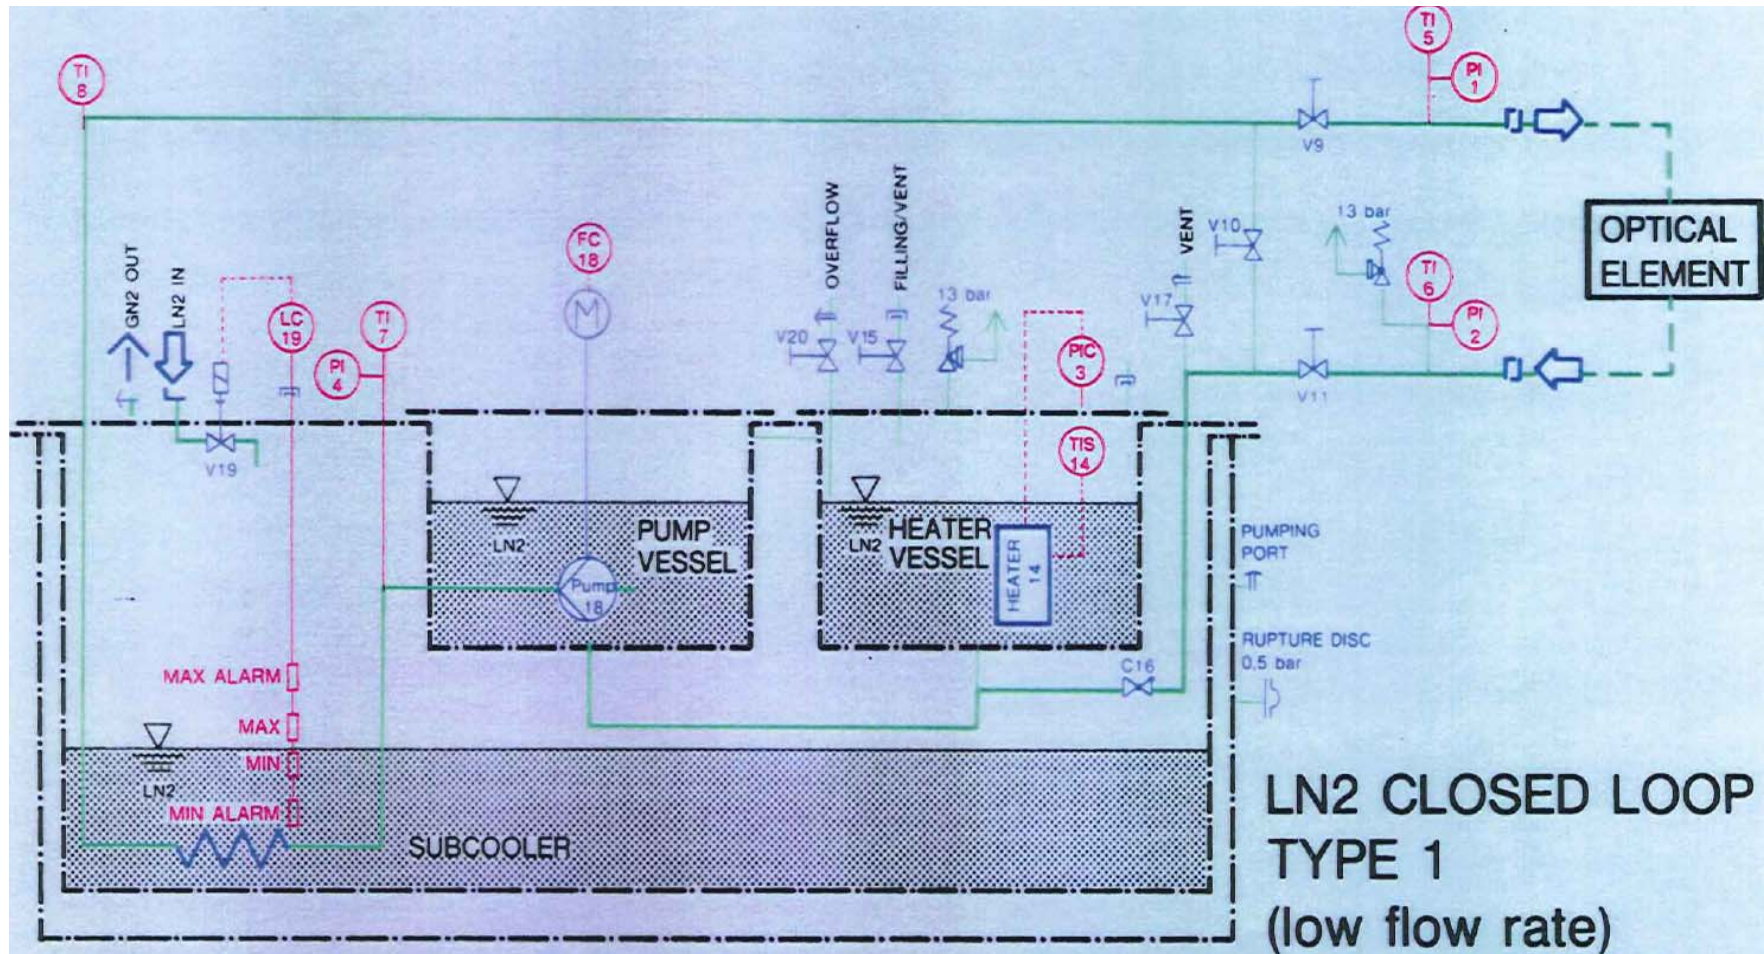 TI
5
PI
1
TI
8
V9
OVERFLOW
FILLING/VENT
VENT
V10
13 bar
OPTICAL
ELEMENT
GN2 OUT
LN2 IN
FC
18
M
TI
6
PI
2
LC
19
TI
7
PI
4
V20
V15
13 bar
PIC
3
V17
V11
V19
TIS
14
LN2
PUMP
VESSEL
LN2
HEATER
VESSEL
HEATER
14
Pump
18
PUMPING
PORT
RUPTURE DISC
0,5 bar
C16
MAX ALARM
MAX
MIN
LN2
MIN ALARM
SUBCOOLER
LN2 CLOSED LOOP
TYPE 1
(low flow rate)